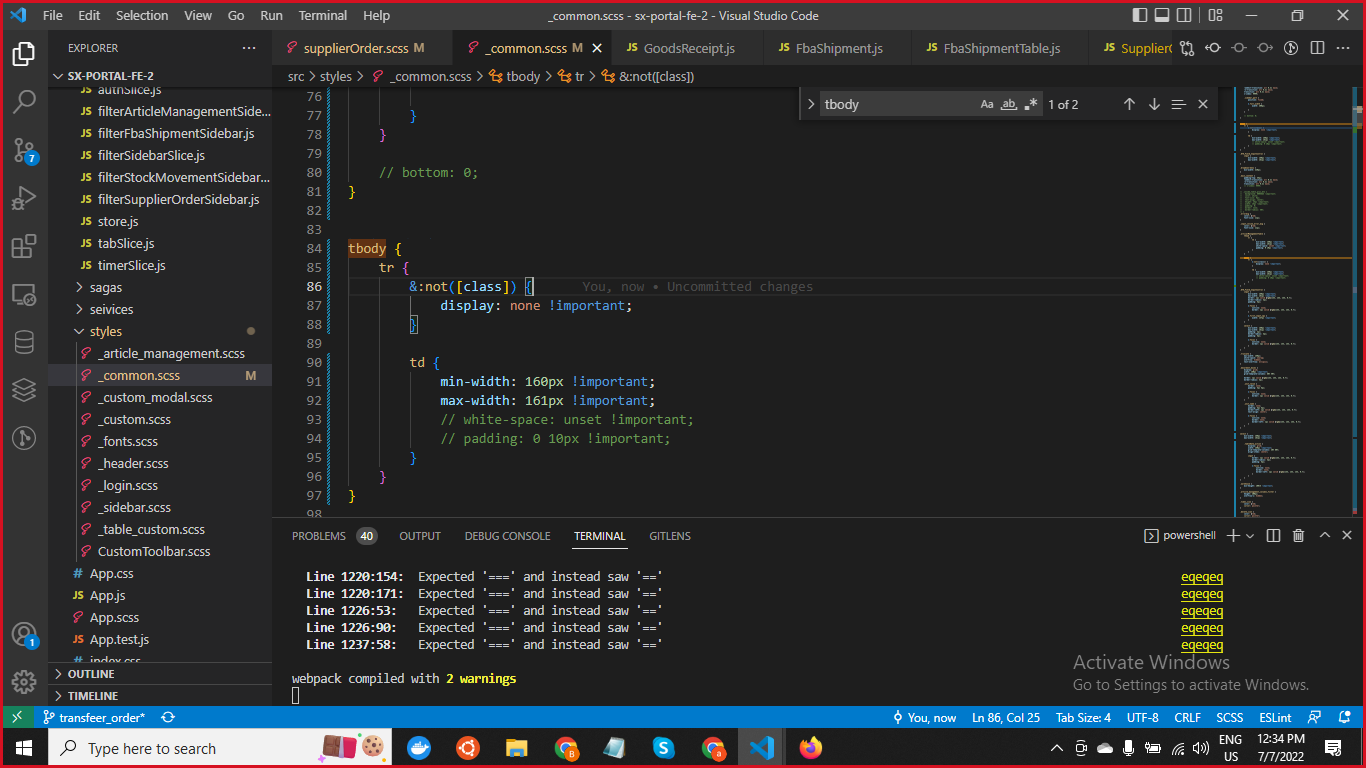 File Edit Selection View Go Run Terminal Help
_common.scss - sx-portal-fe-2 - Visual Studio Code
EXPLORER
SX-PORTAL-FE-2
authSlice.js
filterArticleManagementSide...
filterFbaShipmentSidebar.js
filterSidebarSlice.js
filterStockMovementSidebar...
filterSupplierOrderSidebar.js
store.js
tabSlice.js
timerSlice.js
sagas
seivices
styles
_article_management.scss
_common.scss M
_custom_modal.scss
_custom.scss
_fonts.scss
_header.scss
_login.scss
_sidebar.scss
_table_custom.scss
CustomToolbar.scss
App.css
App.js
App.scss
App.test.js
index.css
OUTLINE
TIMELINE
7
1
supplierOrder.scss M
_common.scss M
GoodsReceipt.js
FbaShipment.js
FbaShipmentTable.js
Supplier
src > styles > _common.scss > tbody > tr > &:not([class])
tbody Aa ab 1 of 2
76
77 }
78 }
79
80 // bottom: 0;
81 }
82
83
84 tbody {
85 tr {
86 &:not([class]) { You, now • Uncommitted changes
87 display: none !important;
88 }
89
90 td {
91 min-width: 160px !important;
92 max-width: 161px !important;
93 // white-space: unset !important;
94 // padding: 0 10px !important;
95 }
96 }
97 }
98
PROBLEMS 40 OUTPUT DEBUG CONSOLE TERMINAL GITLENS
powershell
Line 1220:154: Expected '===' and instead saw '==' eqeqeq
Line 1220:171: Expected '===' and instead saw '==' eqeqeq
Line 1226:53: Expected '===' and instead saw '==' eqeqeq
Line 1226:90: Expected '===' and instead saw '==' eqeqeq
Line 1237:58: Expected '===' and instead saw '==' eqeqeq
webpack compiled with 2 warnings
Activate Windows
Go to Settings to activate Windows.
transfeer_order*
You, now
Ln 86, Col 25
Tab Size: 4
UTF-8
CRLF
SCSS
ESLint
Type here to search
ENG
US
12:34 PM
7/7/2022